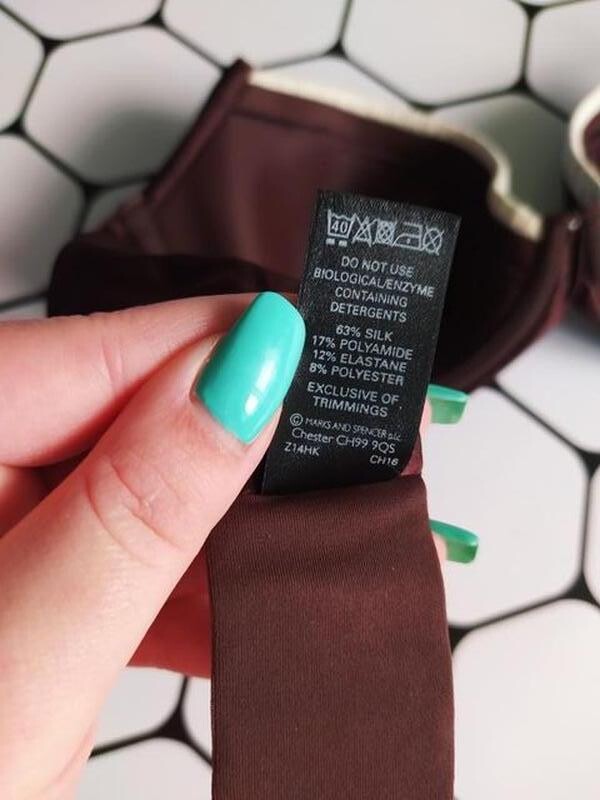 40
DO NOT USE
BIOLOGICAL/ENZYME
CONTAINING
DETERGENTS
63% SILK
17% POLYAMIDE
12% ELASTANE
8% POLYESTER
EXCLUSIVE OF
TRIMMINGS
© MARKS AND SPENCER p.l.c.
Chester CH99 9QS
Z14HK CH16